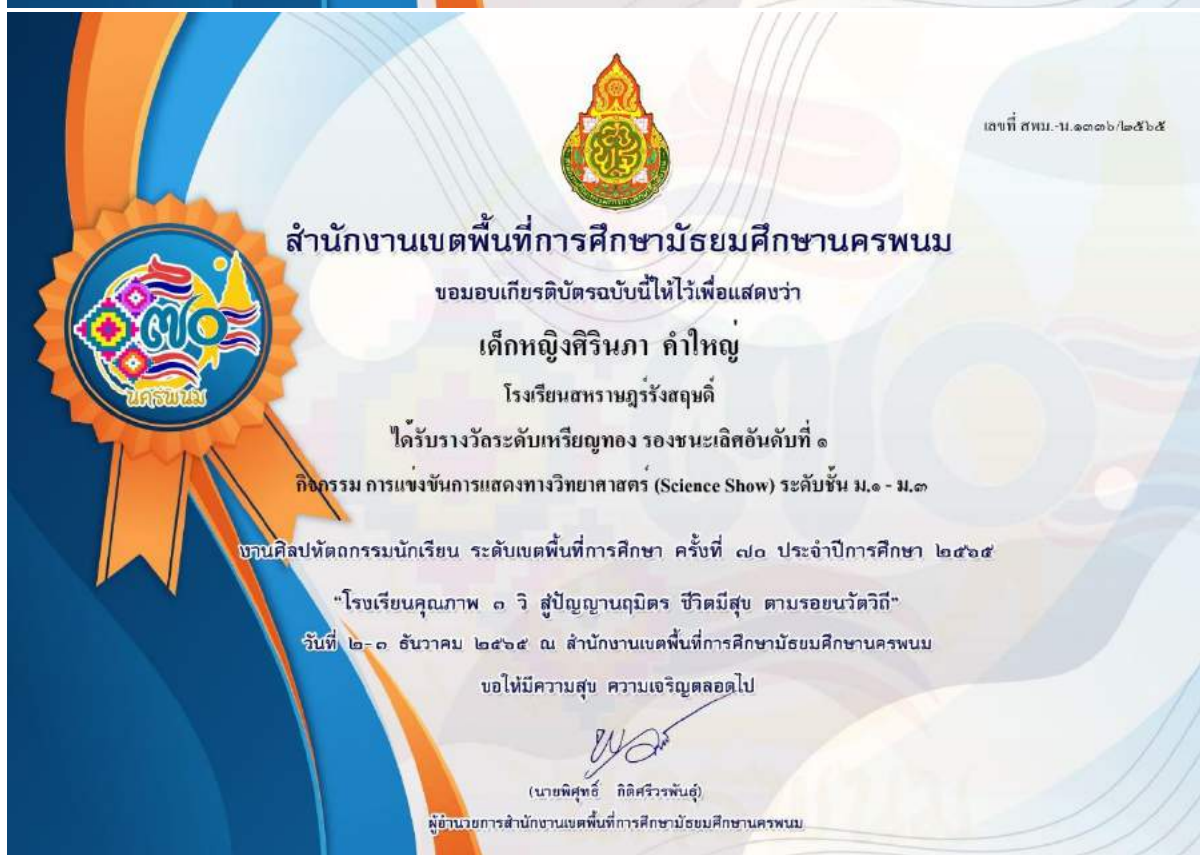 เลขที่ สพม.-น.๑๓๓๖/๒๕๖๕
สำนักงานเขตพื้นที่การศึกษามัธยมศึกษานครพนม
ขอมอบเกียรติบัตรฉบับนี้ให้ไว้เพื่อแสดงว่า
เด็กหญิงศิรินภา คำใหญ่
โรงเรียนสหราษฎร์รังสฤษดิ์
ได้รับรางวัลระดับเหรียญทอง รองชนะเลิศอันดับที่ ๑
กิจกรรม การแข่งขันการแสดงทางวิทยาศาสตร์ (Science Show) ระดับชั้น ม.๑ - ม.๓
๗๐
นครพนม
งานศิลปหัตถกรรมนักเรียน ระดับเขตพื้นที่การศึกษา ครั้งที่ ๗๐ ประจำปีการศึกษา ๒๕๖๕
"โรงเรียนคุณภาพ ๓ วิ สู่ปัญญานฤมิตร ชีวิตมีสุข ตามรอยนวัตวิถี"
วันที่ ๒-๓ ธันวาคม ๒๕๖๕ ณ สำนักงานเขตพื้นที่การศึกษามัธยมศึกษานครพนม
ขอให้มีความสุข ความเจริญตลอดไป
(นายพิศุทธิ์ กิติศรีวรพันธุ์)
ผู้อำนวยการสำนักงานเขตพื้นที่การศึกษามัธยมศึกษานครพนม